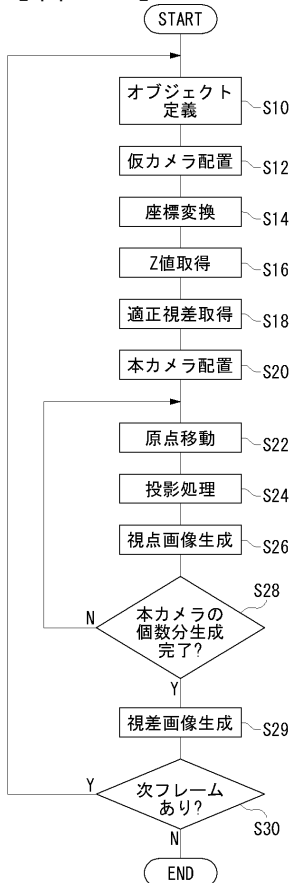 START
オブジェクト
定義
S10
仮カメラ配置
S12
座標変換
S14
Z値取得
S16
適正視差取得
S18
本カメラ配置
S20
原点移動
S22
投影処理
S24
視点画像生成
S26
S28
本カメラの
個数分生成
完了?
N
Y
視差画像生成
S29
次フレーム
あり?
Y
S30
N
END